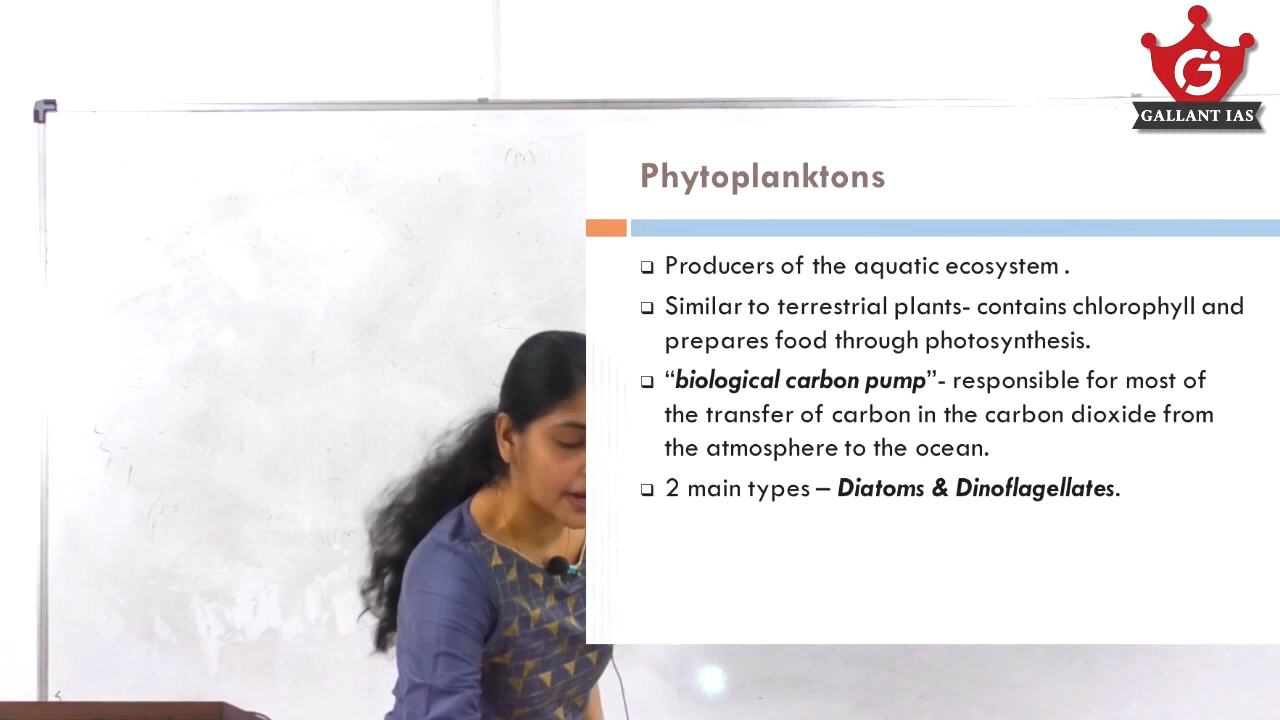 GALLANT IAS
Phytoplanktons
Producers of the aquatic ecosystem .
Similar to terrestrial plants- contains chlorophyll and
prepares food through photosynthesis.
“biological carbon pump”- responsible for most of
the transfer of carbon in the carbon dioxide from
the atmosphere to the ocean.
2 main types – Diatoms & Dinoflagellates.